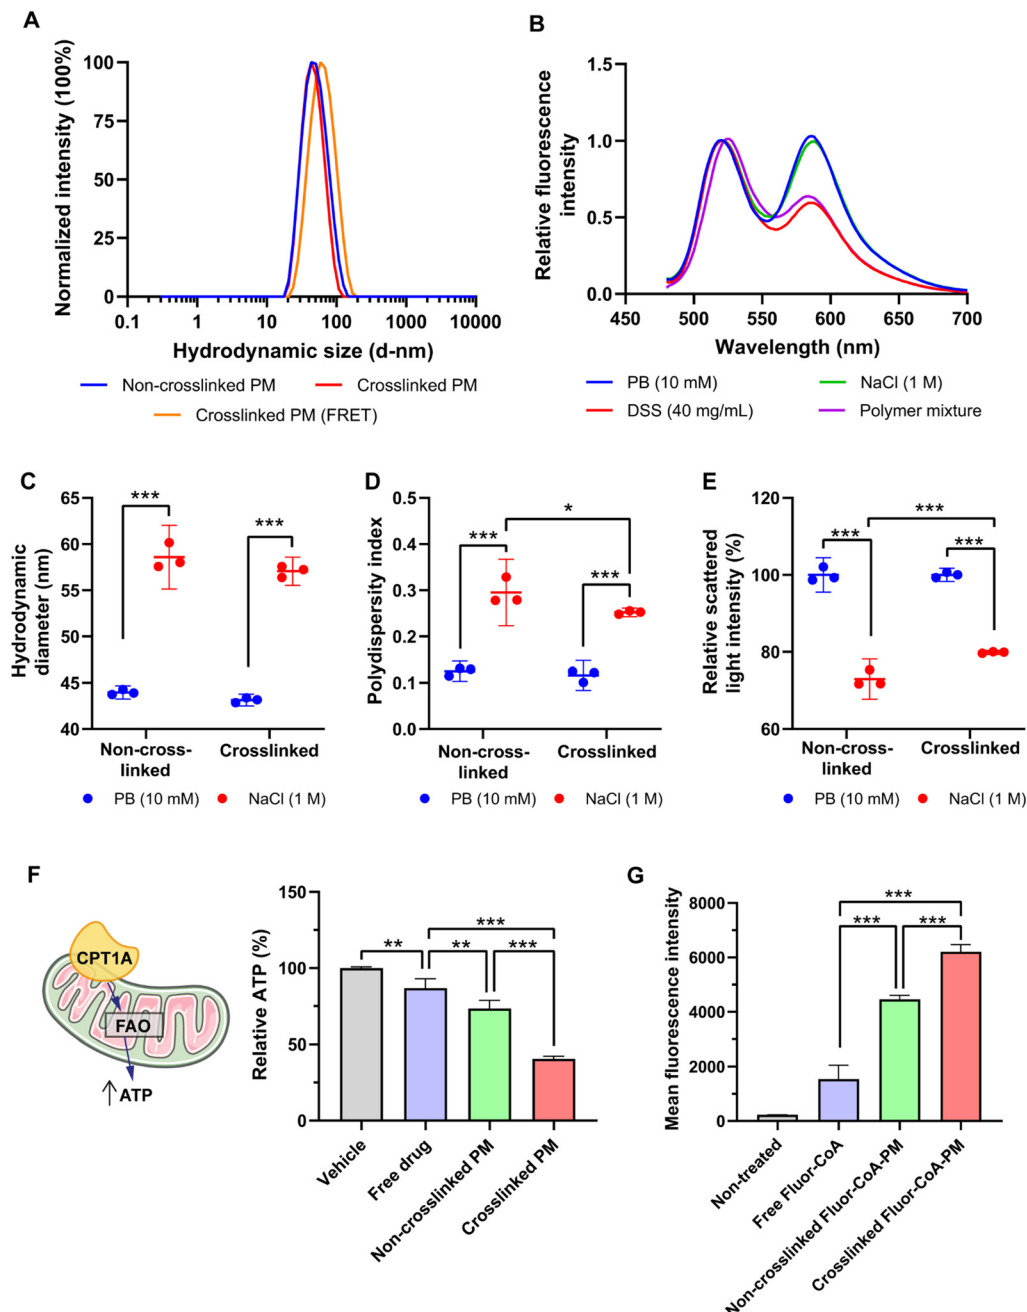 A
Normalized intensity (100%)
100
75
50
25
0
0.1 1 10 100 1000 10000
Hydrodynamic size (d-nm)
Non-crosslinked PM
Crosslinked PM
Crosslinked PM (FRET)
B
Relative fluorescence
intensity
1.5
1.0
0.5
0.0
450 500 550 600 650 700
Wavelength (nm)
PB (10 mM)
NaCl (1 M)
DSS (40 mg/mL)
Polymer mixture
C
Hydrodynamic
diameter (nm)
65
60
55
50
45
40
***
***
Non-cross-
linked
Crosslinked
PB (10 mM)
NaCl (1 M)
D
Polydispersity index
0.5
0.4
0.3
0.2
0.1
0.0
*
***
***
Non-cross-
linked
Crosslinked
PB (10 mM)
NaCl (1 M)
E
Relative scattered
light intensity (%)
120
100
80
60
***
***
***
Non-cross-
linked
Crosslinked
PB (10 mM)
NaCl (1 M)
F
CPT1A
FAO
↑ATP
Relative ATP (%)
150
100
50
0
***
**
**
***
Vehicle
Free drug
Non-crosslinked PM
Crosslinked PM
G
Mean fluorescence intensity
8000
6000
4000
2000
0
***
***
***
Non-treated
Free Fluor-CoA
Non-crosslinked Fluor-CoA-PM
Crosslinked Fluor-CoA-PM